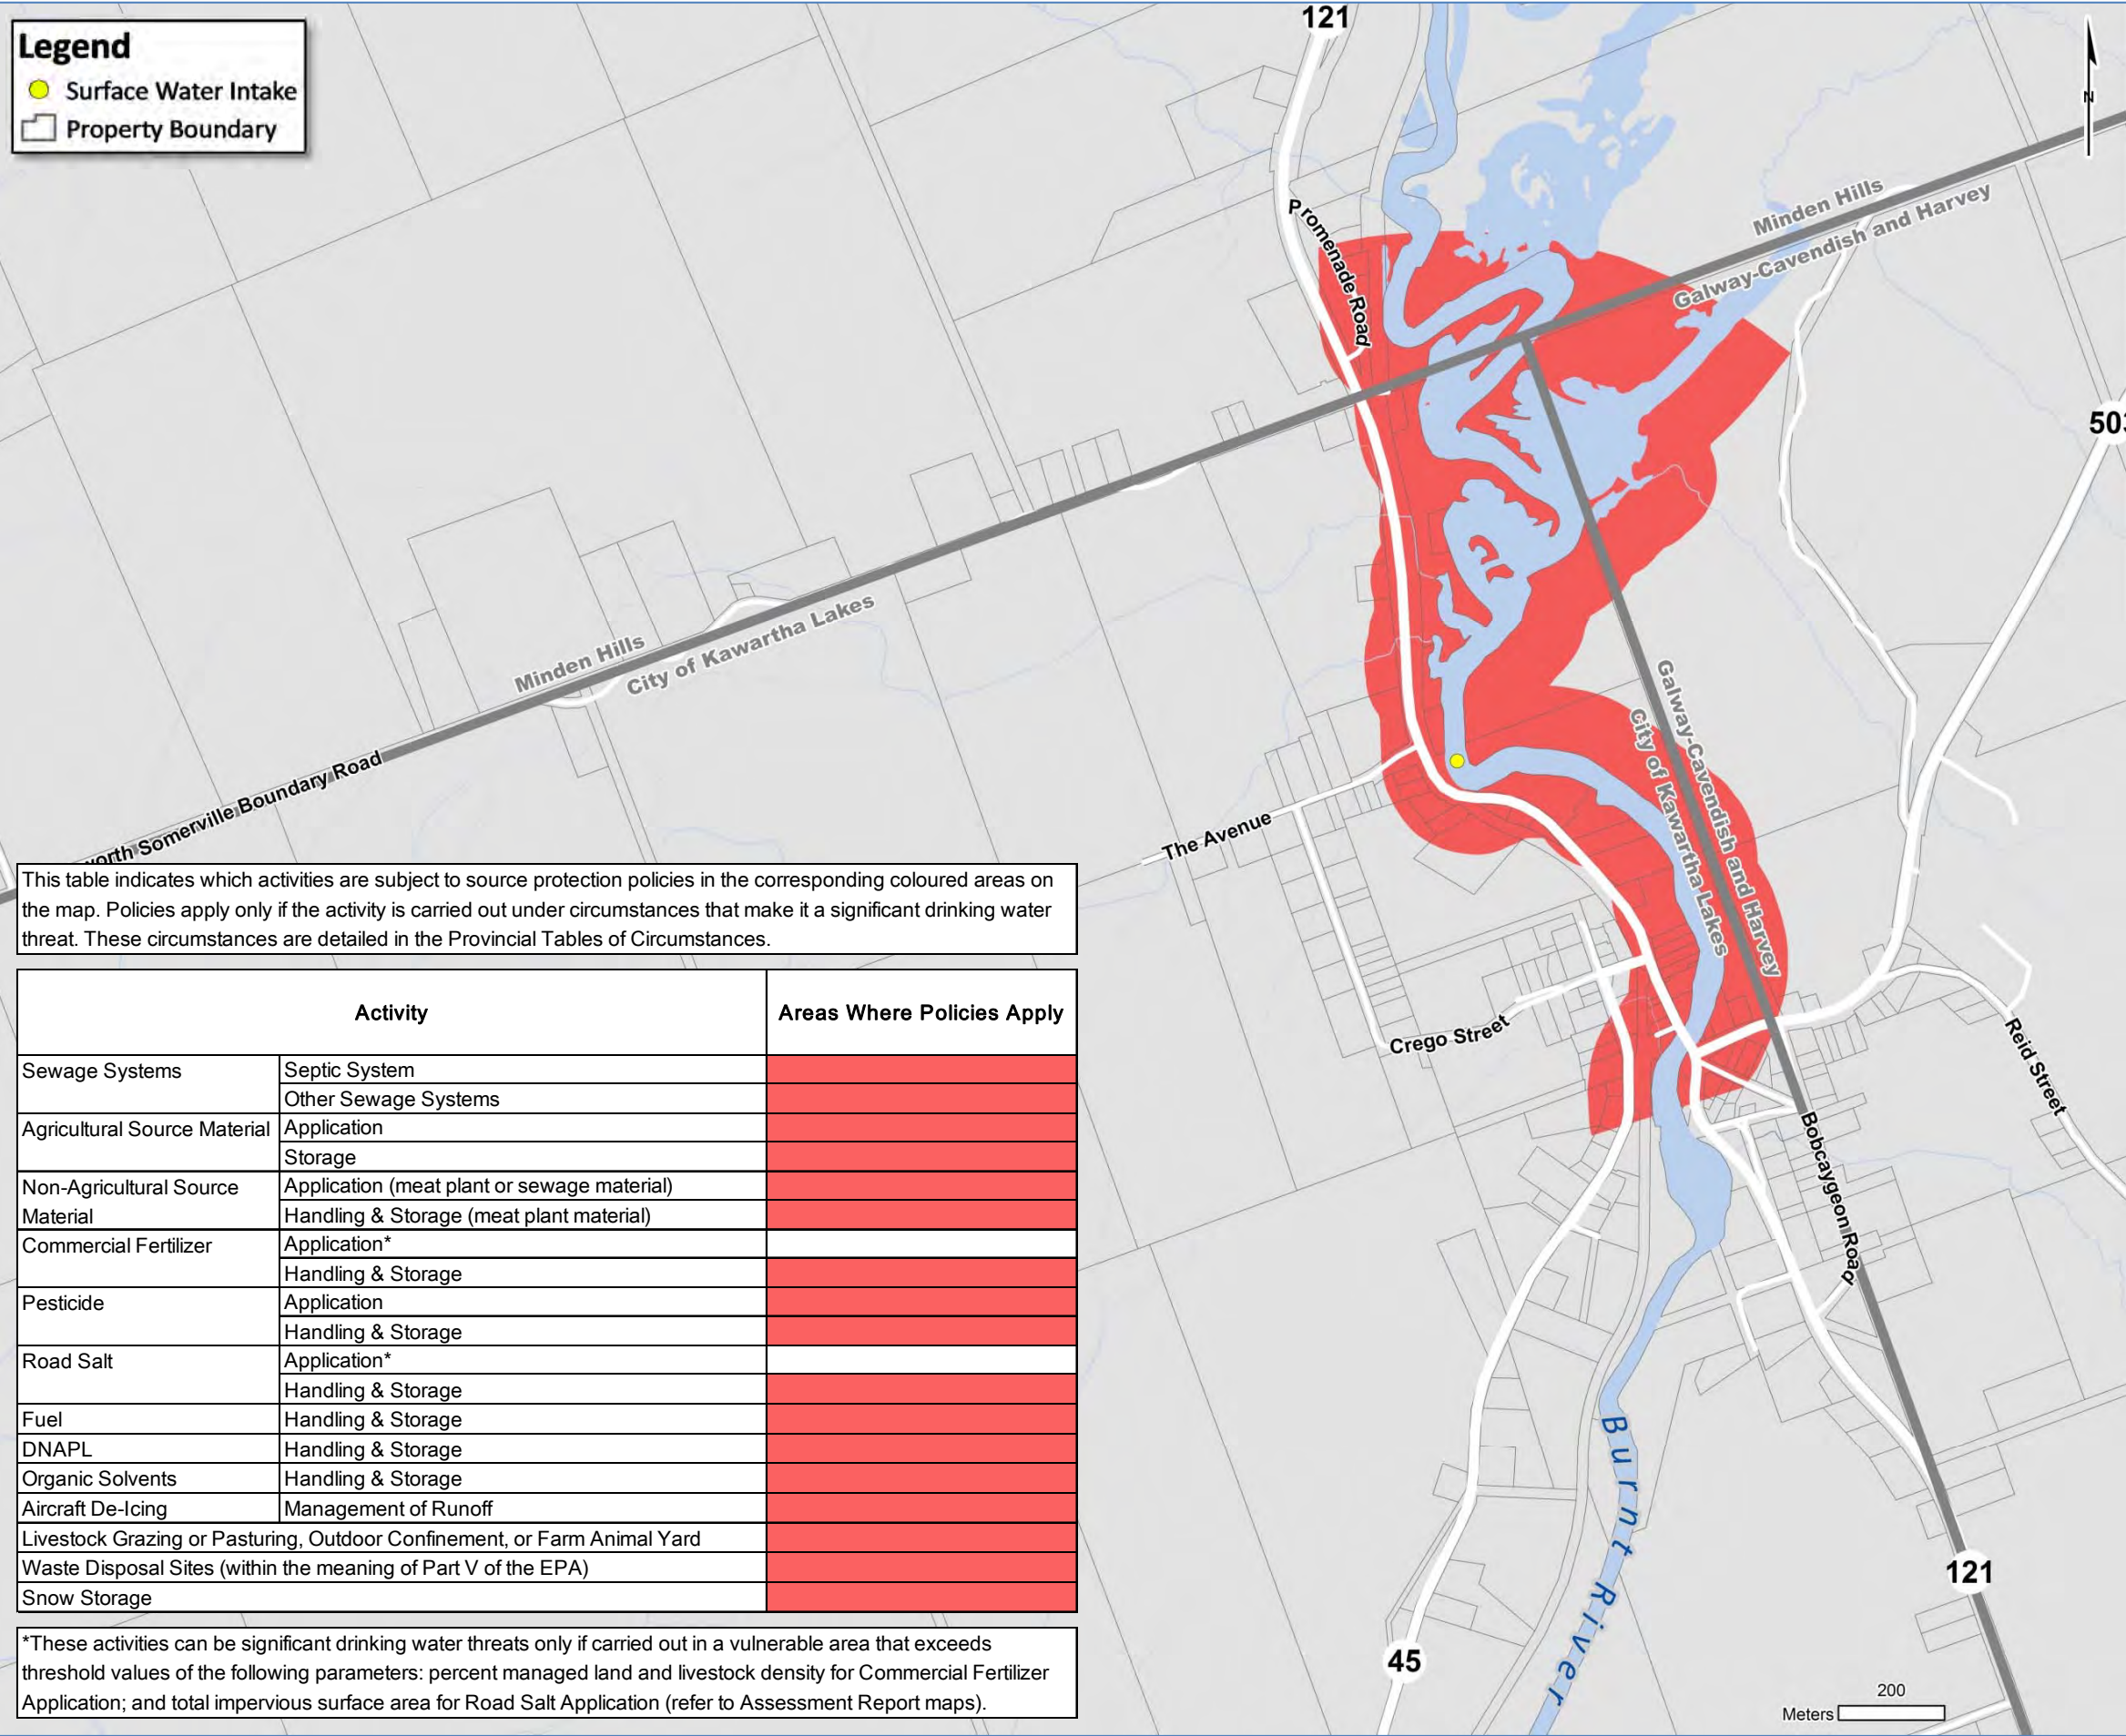 Legend
Surface Water Intake
Property Boundary
121
N
Promenade Road
Minden Hills
Galway-Cavendish and Harvey
503
Minden Hills
City of Kawartha Lakes
Galway-Cavendish and Harvey
City of Kawartha Lakes
orth Somerville Boundary Road
The Avenue
Crego Street
Reid Street
Bobcaygeon Road
Burnt River
121
45
200
Meters
This table indicates which activities are subject to source protection policies in the corresponding coloured areas on
the map. Policies apply only if the activity is carried out under circumstances that make it a significant drinking water
threat. These circumstances are detailed in the Provincial Tables of Circumstances.
Activity Areas Where Policies Apply
Sewage Systems Septic System
Other Sewage Systems
Agricultural Source Material Application
Storage
Non-Agricultural Source Application (meat plant or sewage material)
Material Handling & Storage (meat plant material)
Commercial Fertilizer Application*
Handling & Storage
Pesticide Application
Handling & Storage
Road Salt Application*
Handling & Storage
Fuel Handling & Storage
DNAPL Handling & Storage
Organic Solvents Handling & Storage
Aircraft De-Icing Management of Runoff
Livestock Grazing or Pasturing, Outdoor Confinement, or Farm Animal Yard
Waste Disposal Sites (within the meaning of Part V of the EPA)
Snow Storage
*These activities can be significant drinking water threats only if carried out in a vulnerable area that exceeds
threshold values of the following parameters: percent managed land and livestock density for Commercial Fertilizer
Application; and total impervious surface area for Road Salt Application (refer to Assessment Report maps).